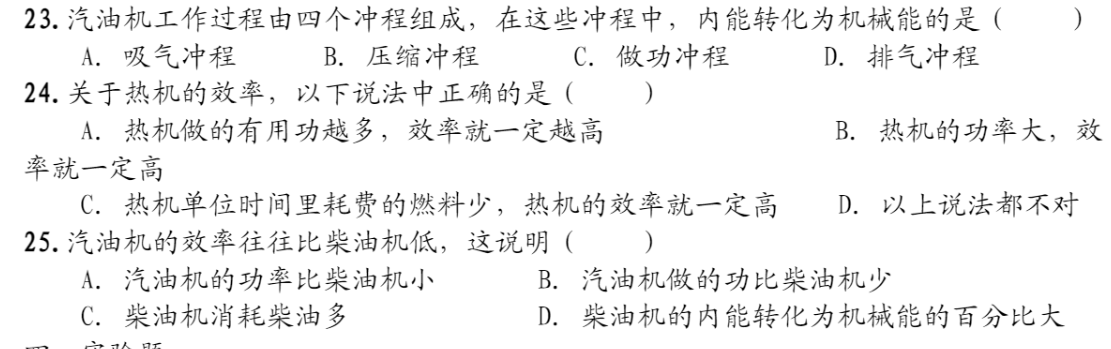 23. 汽油机工作过程由四个冲程组成，在这些冲程中，内能转化为机械能的是（　　）
A. 吸气冲程　　B. 压缩冲程　　C. 做功冲程　　D. 排气冲程
24. 关于热机的效率，以下说法中正确的是（　　）
A. 热机做的有用功越多，效率就一定越高　　B. 热机的功率大，效
率就一定高
C. 热机单位时间里耗费的燃料少，热机的效率就一定高　　D. 以上说法都不对
25. 汽油机的效率往往比柴油机低，这说明（　　）
A. 汽油机的功率比柴油机小　　B. 汽油机做的功比柴油机少
C. 柴油机消耗柴油多　　D. 柴油机的内能转化为机械能的百分比大